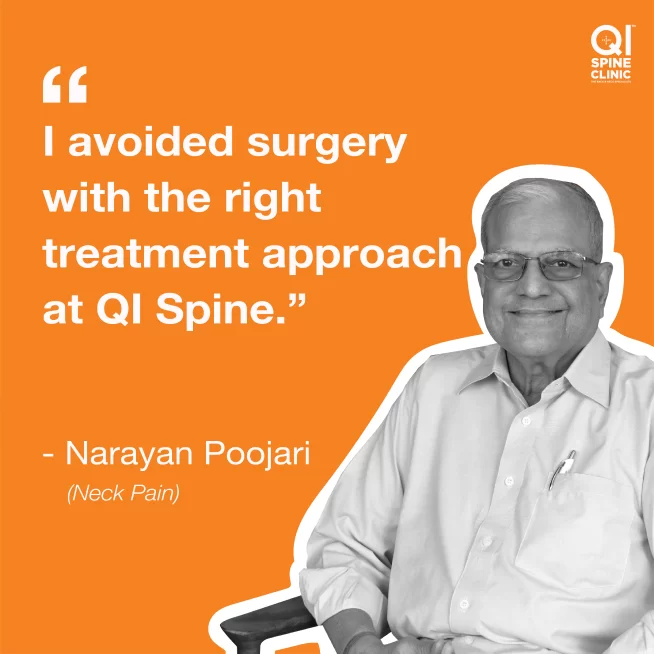 QI
SPINE
CLINIC
“
I avoided surgery
with the right
treatment approach
at QI Spine.”
- Narayan Poojari
(Neck Pain)